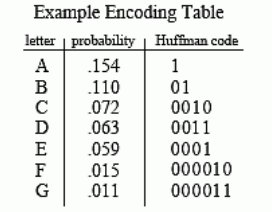 Example Encoding Table
letter probability Huffman code
A .154 1
B .110 01
C .072 0010
D .063 0011
E .059 0001
F .015 000010
G .011 000011